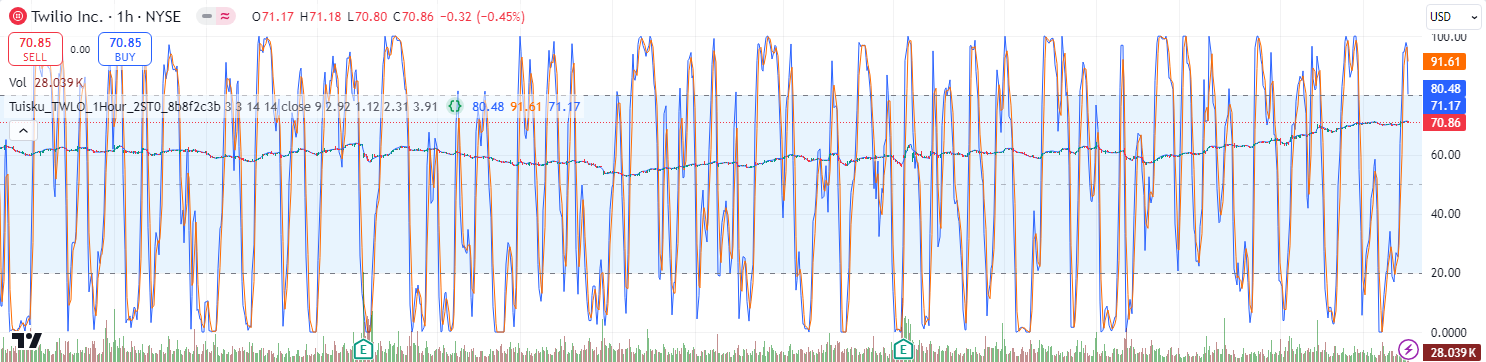 Twilio Inc. · 1h · NYSE O71.17 H71.18 L70.80 C70.86 −0.32 (−0.45%)
USD
70.85 SELL 0.00 70.85 BUY
Vol 28.039 K
Tuisku_TWLO_1Hour_2ST0_8b8f2c3b 3 3 14 14 close 9 2.92 1.12 2.31 3.91 {} 80.48 91.61 71.17
100.00
91.61
80.48
71.17
70.86
60.00
40.00
20.00
0.0000
28.039 K
E
E